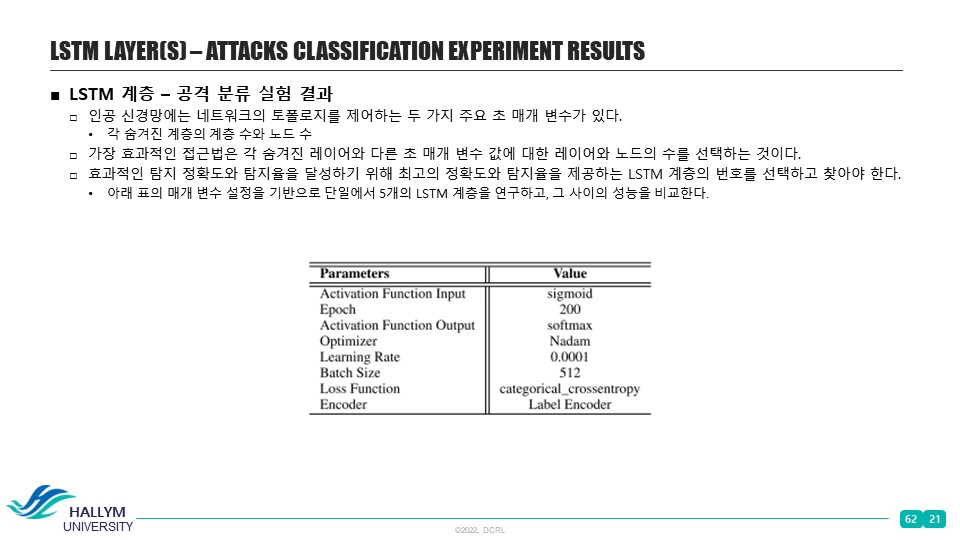 LSTM LAYER(S) – ATTACKS CLASSIFICATION EXPERIMENT RESULTS
■ LSTM 계층 – 공격 분류 실험 결과
□ 인공 신경망에는 네트워크의 토폴로지를 제어하는 두 가지 주요 초 매개 변수가 있다.
• 각 숨겨진 계층의 계층 수와 노드 수
□ 가장 효과적인 접근법은 각 숨겨진 레이어와 다른 초 매개 변수 값에 대한 레이어와 노드의 수를 선택하는 것이다.
□ 효과적인 탐지 정확도와 탐지율을 달성하기 위해 최고의 정확도와 탐지율을 제공하는 LSTM 계층의 번호를 선택하고 찾아야 한다.
• 아래 표의 매개 변수 설정을 기반으로 단일에서 5개의 LSTM 계층을 연구하고, 그 사이의 성능을 비교한다.
Parameters Value
Activation Function Input sigmoid
Epoch 200
Activation Function Output softmax
Optimizer Nadam
Learning Rate 0.0001
Batch Size 512
Loss Function categorical_crossentropy
Encoder Label Encoder
HALLYM
UNIVERSITY
©2022, DCRL
62 21